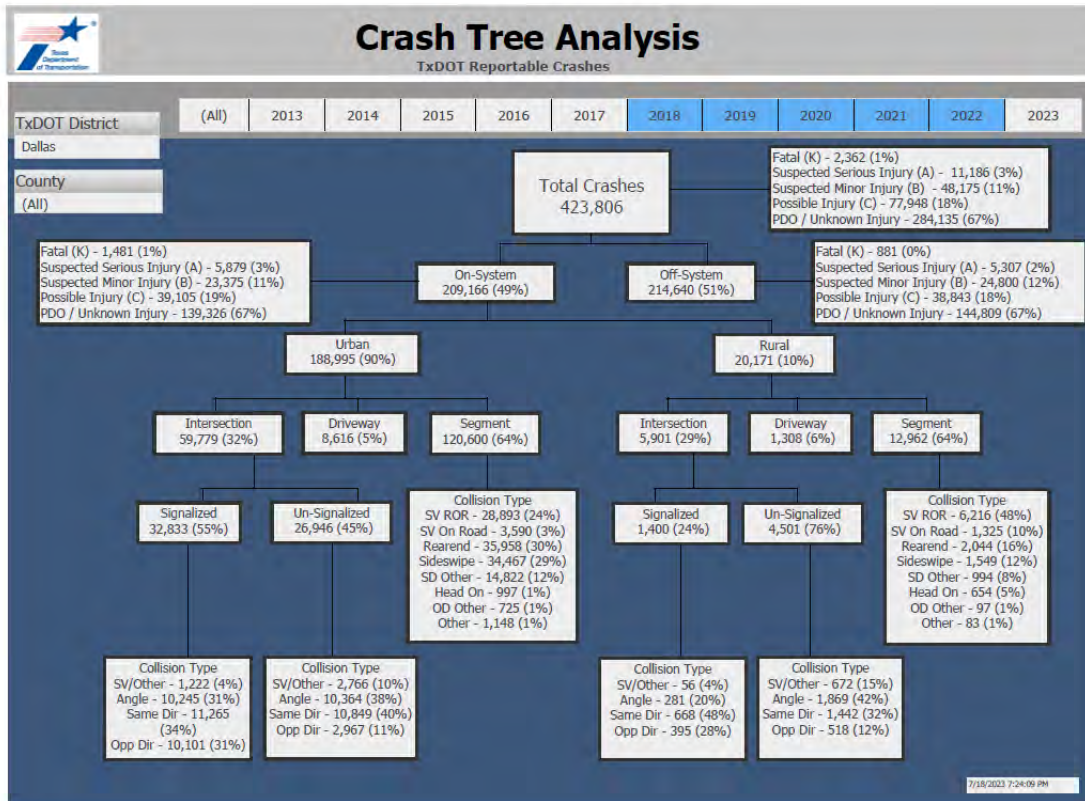 Texas
Department
of Transportation
Crash Tree Analysis
TxDOT Reportable Crashes
TxDOT District
Dallas
County
(All)
(All) 2013 2014 2015 2016 2017 2018 2019 2020 2021 2022 2023
Total Crashes
423,806
Fatal (K) - 2,362 (1%)
Suspected Serious Injury (A) - 11,186 (3%)
Suspected Minor Injury (B) - 48,175 (11%)
Possible Injury (C) - 77,948 (18%)
PDO / Unknown Injury - 284,135 (67%)
Fatal (K) - 1,481 (1%)
Suspected Serious Injury (A) - 5,879 (3%)
Suspected Minor Injury (B) - 23,375 (11%)
Possible Injury (C) - 39,105 (19%)
PDO / Unknown Injury - 139,326 (67%)
On-System
209,166 (49%)
Off-System
214,640 (51%)
Fatal (K) - 881 (0%)
Suspected Serious Injury (A) - 5,307 (2%)
Suspected Minor Injury (B) - 24,800 (12%)
Possible Injury (C) - 38,843 (18%)
PDO / Unknown Injury - 144,809 (67%)
Urban
188,995 (90%)
Rural
20,171 (10%)
Intersection
59,779 (32%)
Driveway
8,616 (5%)
Segment
120,600 (64%)
Intersection
5,901 (29%)
Driveway
1,308 (6%)
Segment
12,962 (64%)
Signalized
32,833 (55%)
Un-Signalized
26,946 (45%)
Collision Type
SV ROR - 28,893 (24%)
SV On Road - 3,590 (3%)
Rearend - 35,958 (30%)
Sideswipe - 34,467 (29%)
SD Other - 14,822 (12%)
Head On - 997 (1%)
OD Other - 725 (1%)
Other - 1,148 (1%)
Signalized
1,400 (24%)
Un-Signalized
4,501 (76%)
Collision Type
SV ROR - 6,216 (48%)
SV On Road - 1,325 (10%)
Rearend - 2,044 (16%)
Sideswipe - 1,549 (12%)
SD Other - 994 (8%)
Head On - 654 (5%)
OD Other - 97 (1%)
Other - 83 (1%)
Collision Type
SV/Other - 1,222 (4%)
Angle - 10,245 (31%)
Same Dir - 11,265
(34%)
Opp Dir - 10,101 (31%)
Collision Type
SV/Other - 2,766 (10%)
Angle - 10,364 (38%)
Same Dir - 10,849 (40%)
Opp Dir - 2,967 (11%)
Collision Type
SV/Other - 56 (4%)
Angle - 281 (20%)
Same Dir - 668 (48%)
Opp Dir - 395 (28%)
Collision Type
SV/Other - 672 (15%)
Angle - 1,869 (42%)
Same Dir - 1,442 (32%)
Opp Dir - 518 (12%)
7/18/2023 7:24:09 PM